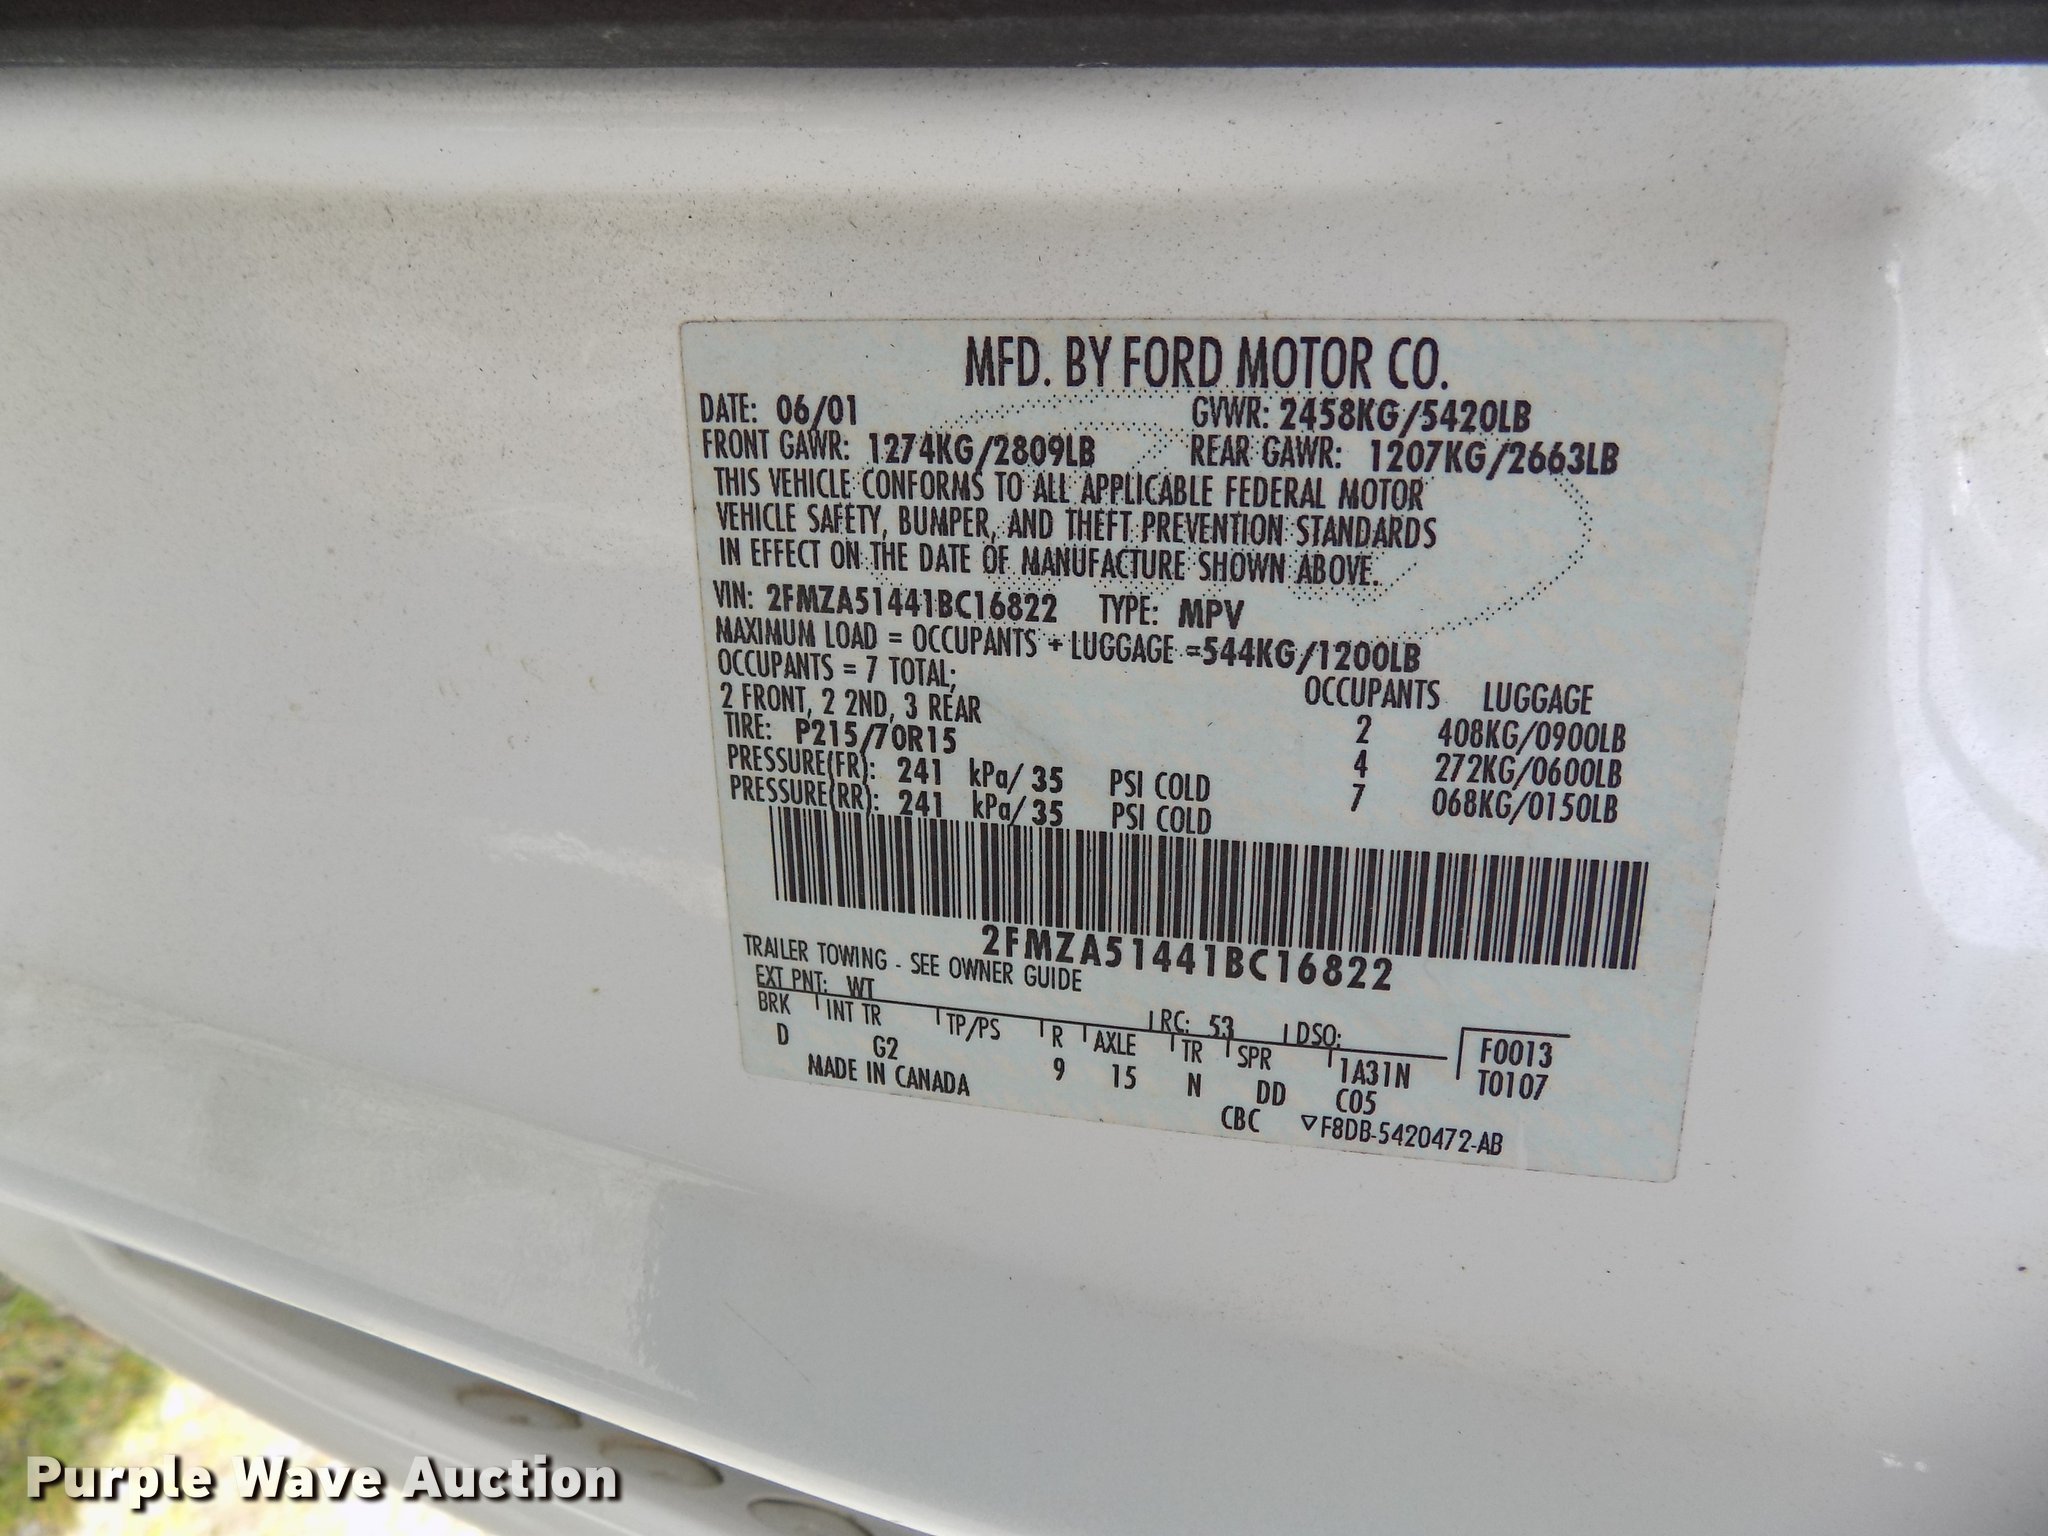 MFD. BY FORD MOTOR CO.
DATE: 06/01 GVWR: 2458KG/5420LB
FRONT GAWR: 1274KG/2809LB REAR GAWR: 1207KG/2663LB
THIS VEHICLE CONFORMS TO ALL APPLICABLE FEDERAL MOTOR
VEHICLE SAFETY, BUMPER, AND THEFT PREVENTION STANDARDS
IN EFFECT ON THE DATE OF MANUFACTURE SHOWN ABOVE.
VIN: 2FMZA51441BC16822 TYPE: MPV
MAXIMUM LOAD = OCCUPANTS + LUGGAGE =544KG/1200LB
OCCUPANTS = 7 TOTAL; OCCUPANTS LUGGAGE
2 FRONT, 2 2ND, 3 REAR 2 408KG/0900LB
TIRE: P215/70R15 4 272KG/0600LB
PRESSURE(FR): 241 kPa/ 35 PSI COLD 7 068KG/0150LB
PRESSURE(RR): 241 kPa/ 35 PSI COLD
2FMZA51441BC16822
TRAILER TOWING - SEE OWNER GUIDE
EXT PNT: WT RC: 53 DSO: F0013
BRK INT TR TP/PS R AXLE TR SPR 1A31N T0107
D G2 9 15 N DD C05
MADE IN CANADA CBC ▽F8DB-5420472-AB
Purple Wave Auction